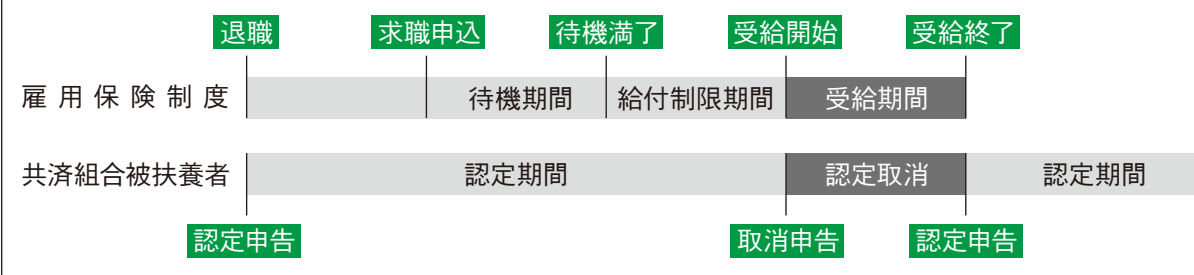 退職 求職申込 待機満了 受給開始 受給終了
雇用保険制度 待機期間 給付制限期間 受給期間
共済組合被扶養者 認定期間 認定取消 認定期間
認定申告 取消申告 認定申告